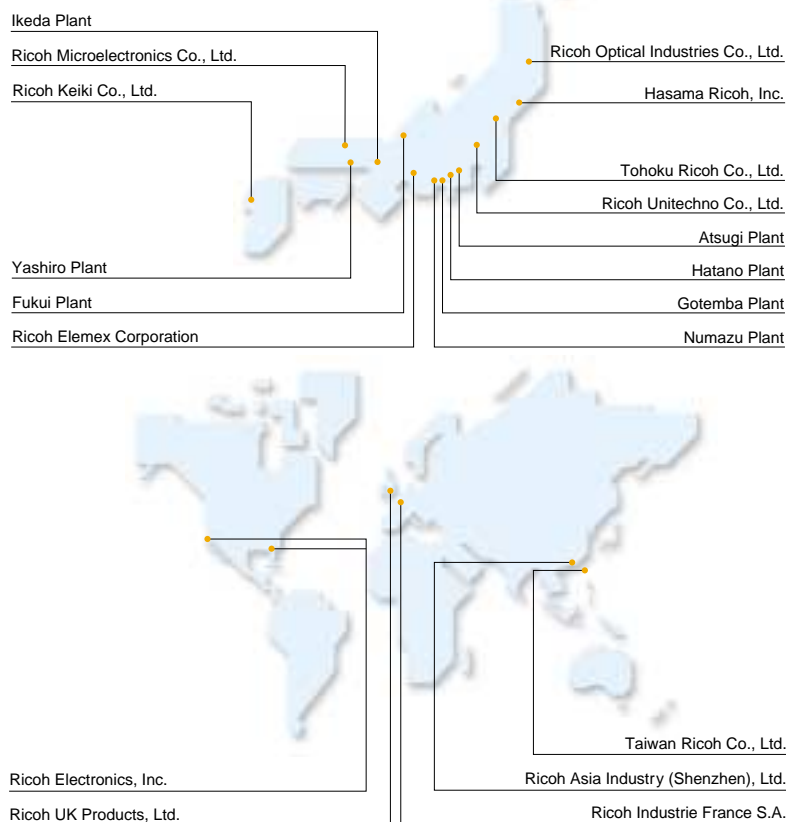 Ikeda Plant
Ricoh Microelectronics Co., Ltd.
Ricoh Keiki Co., Ltd.
Ricoh Optical Industries Co., Ltd.
Hasama Ricoh, Inc.
Tohoku Ricoh Co., Ltd.
Ricoh Unitechno Co., Ltd.
Atsugi Plant
Yashiro Plant
Hatano Plant
Fukui Plant
Gotemba Plant
Ricoh Elemex Corporation
Numazu Plant
Taiwan Ricoh Co., Ltd.
Ricoh Electronics, Inc.
Ricoh Asia Industry (Shenzhen), Ltd.
Ricoh UK Products, Ltd.
Ricoh Industrie France S.A.